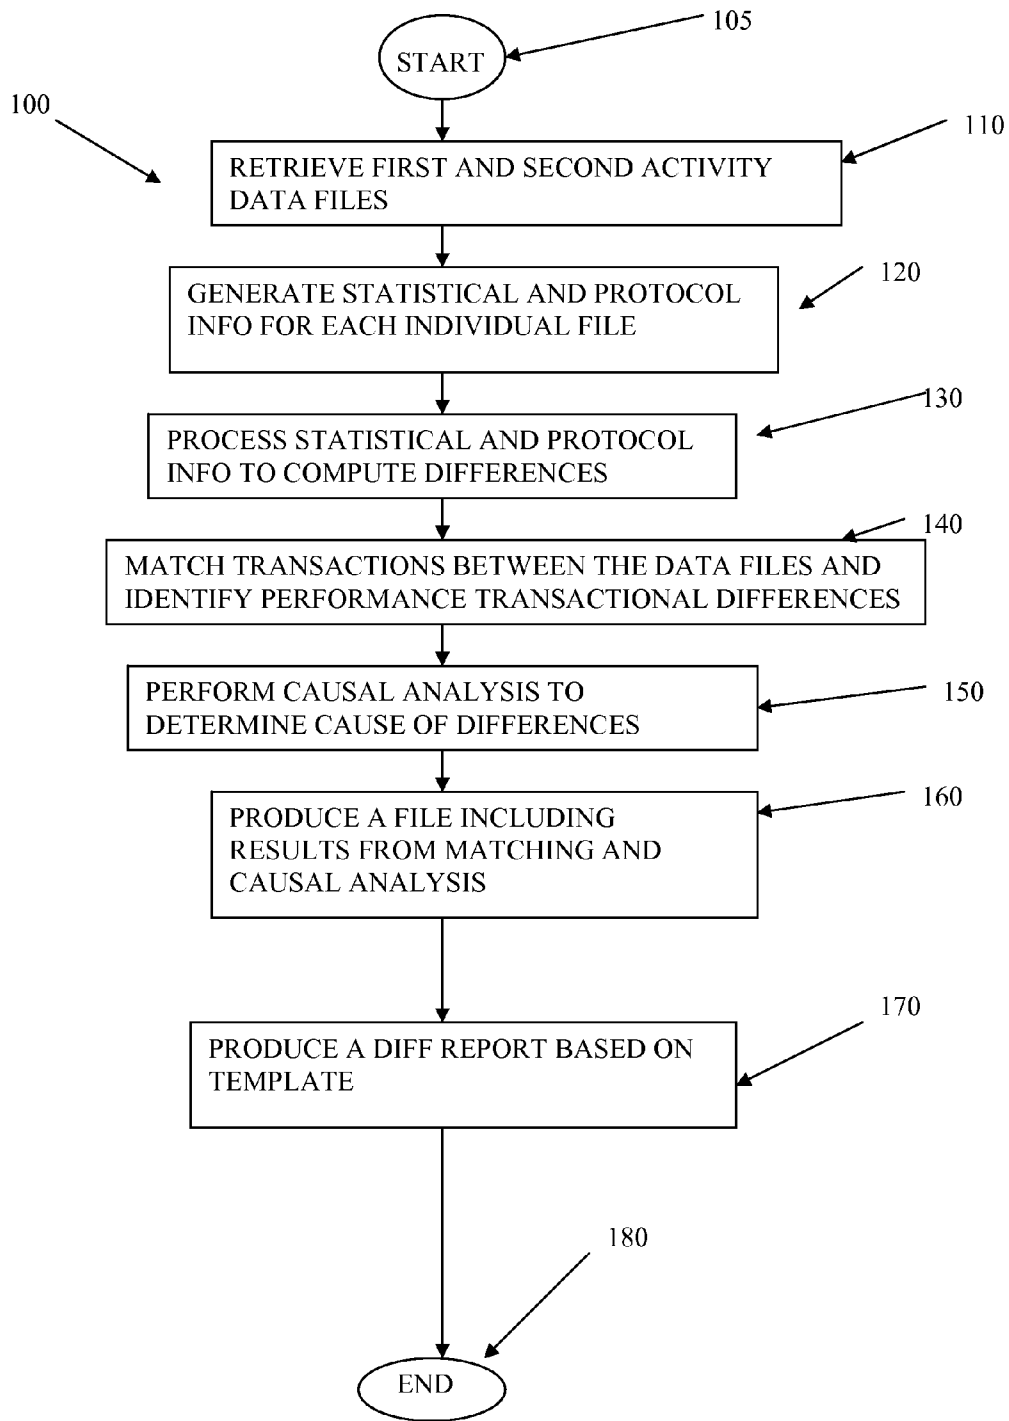 105
START
100
110
RETRIEVE FIRST AND SECOND ACTIVITY
DATA FILES
120
GENERATE STATISTICAL AND PROTOCOL
INFO FOR EACH INDIVIDUAL FILE
130
PROCESS STATISTICAL AND PROTOCOL
INFO TO COMPUTE DIFFERENCES
140
MATCH TRANSACTIONS BETWEEN THE DATA FILES AND
IDENTIFY PERFORMANCE TRANSACTIONAL DIFFERENCES
150
PERFORM CAUSAL ANALYSIS TO
DETERMINE CAUSE OF DIFFERENCES
160
PRODUCE A FILE INCLUDING
RESULTS FROM MATCHING AND
CAUSAL ANALYSIS
170
PRODUCE A DIFF REPORT BASED ON
TEMPLATE
180
END